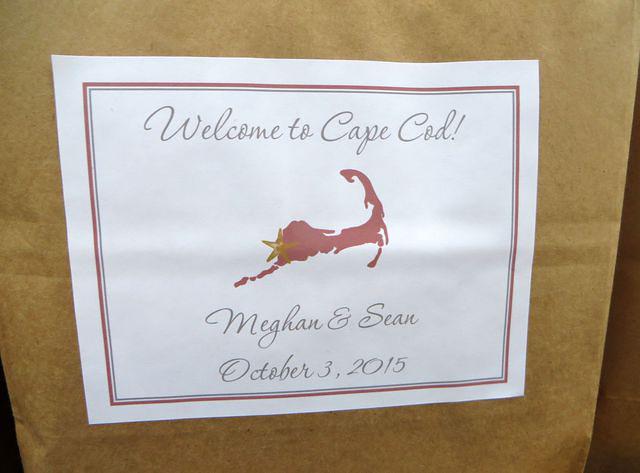 Welcome to Cape Cod!
Meghan & Sean
October 3, 2015